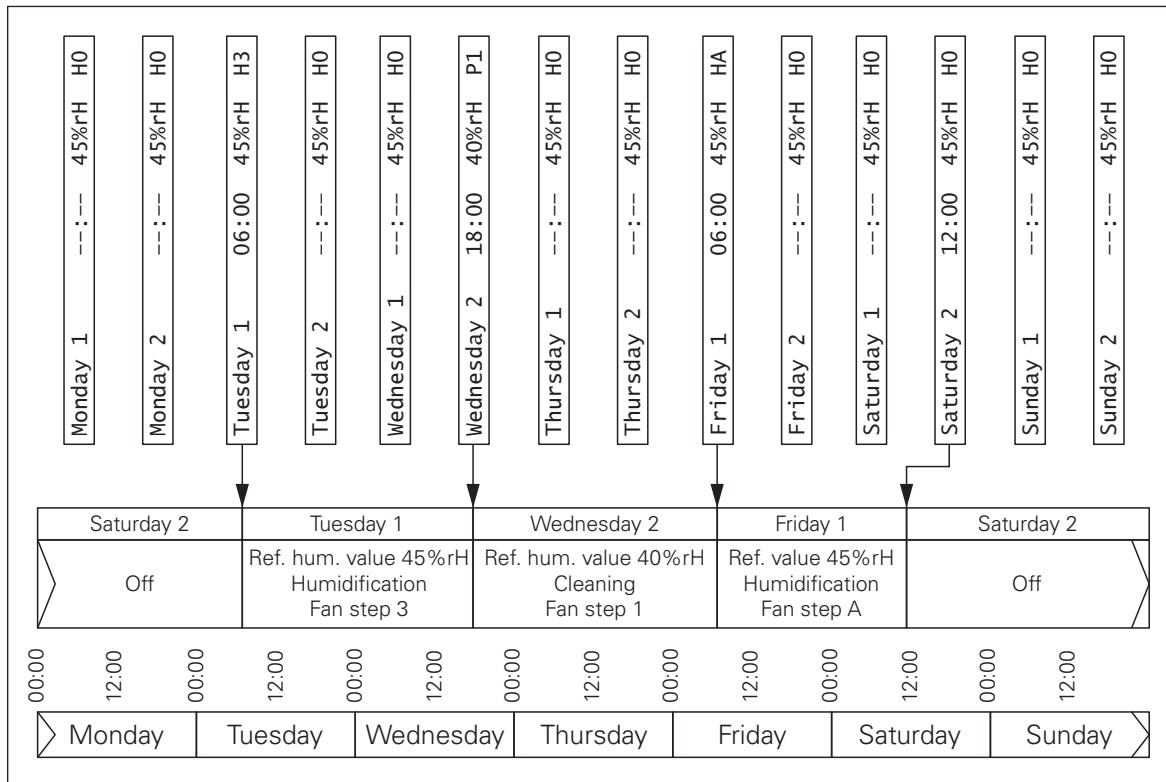 Monday 1 --:-- 45%rH H0
Monday 2 --:-- 45%rH H0
Tuesday 1 06:00 45%rH H3
Tuesday 2 --:-- 45%rH H0
Wednesday 1 --:-- 45%rH H0
Wednesday 2 18:00 40%rH P1
Thursday 1 --:-- 45%rH H0
Thursday 2 --:-- 45%rH H0
Friday 1 06:00 45%rH HA
Friday 2 --:-- 45%rH H0
Saturday 1 --:-- 45%rH H0
Saturday 2 12:00 45%rH H0
Sunday 1 --:-- 45%rH H0
Sunday 2 --:-- 45%rH H0
Saturday 2
Off
Tuesday 1
Ref. hum. value 45%rH
Humidification
Fan step 3
Wednesday 2
Ref. hum. value 40%rH
Cleaning
Fan step 1
Friday 1
Ref. value 45%rH
Humidification
Fan step A
Saturday 2
Off
00:00
12:00
00:00
12:00
00:00
12:00
00:00
12:00
00:00
12:00
00:00
12:00
00:00
12:00
Monday
Tuesday
Wednesday
Thursday
Friday
Saturday
Sunday